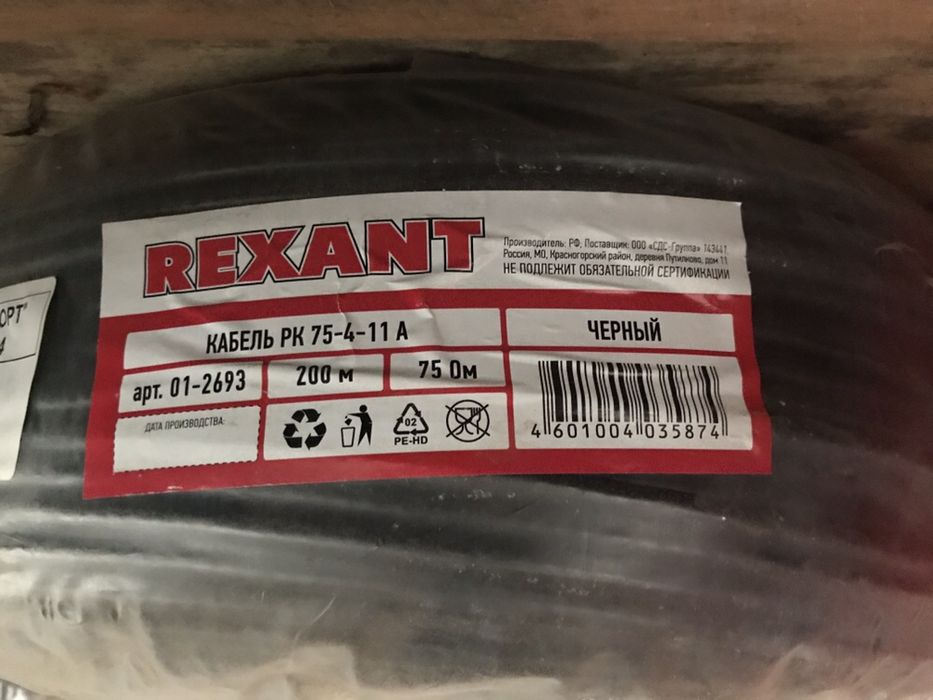 REXANT
Производитель: РФ, Поставщик: ООО «СДС-Группа» 143441
Россия, МО, Красногорский район, деревня Путилково, дом 11
НЕ ПОДЛЕЖИТ ОБЯЗАТЕЛЬНОЙ СЕРТИФИКАЦИИ
КАБЕЛЬ РК 75-4-11 А
ЧЕРНЫЙ
арт. 01-2693
200 м
75 Ом
ДАТА ПРОИЗВОДСТВА:
02
PE-HD
4 601004 035874